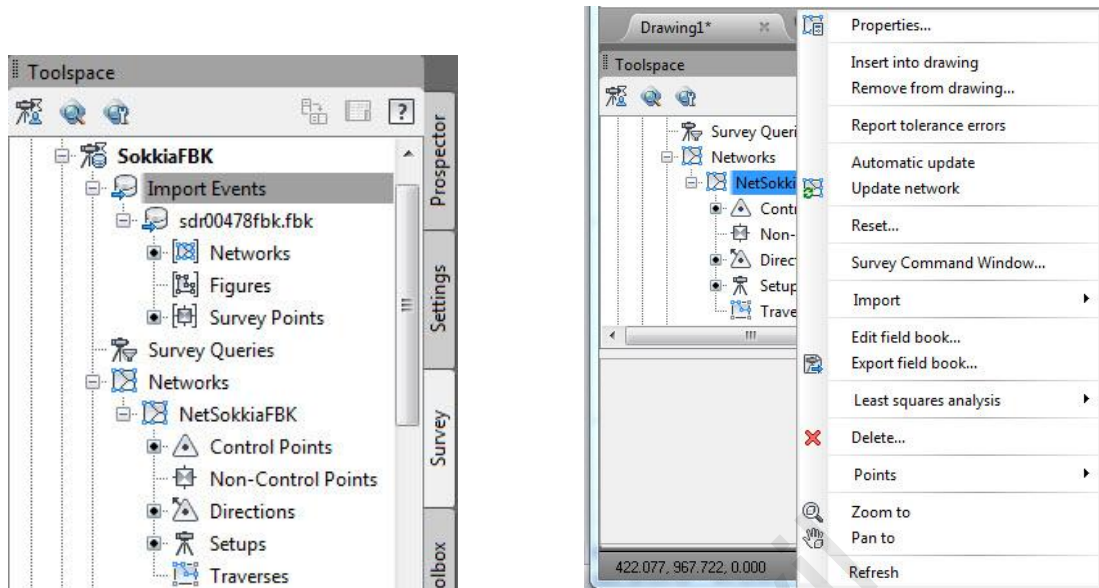 Toolspace
?
SokkiaFBK
Import Events
sdr00478fbk.fbk
Networks
Figures
Survey Points
Survey Queries
Networks
NetSokkiaFBK
Control Points
Non-Control Points
Directions
Setups
Traverses
Prospector
Settings
Survey
olbox
Drawing1*
Toolspace
Survey Queri
Networks
NetSokki
Cont
Non-
Direc
Setup
Trave
422.077, 967.722, 0.000
Properties...
Insert into drawing
Remove from drawing...
Report tolerance errors
Automatic update
Update network
Reset...
Survey Command Window...
Import
Edit field book...
Export field book...
Least squares analysis
Delete...
Points
Zoom to
Pan to
Refresh